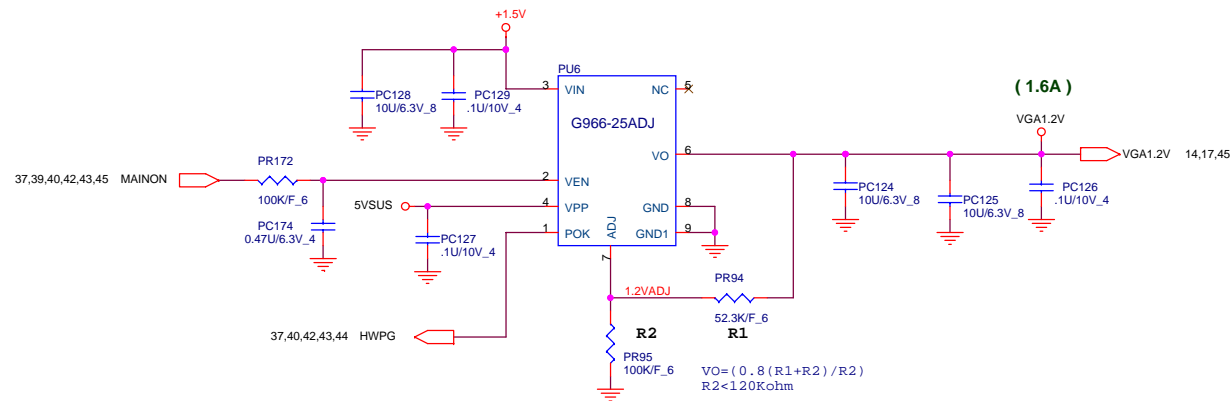 +1.5V
PU6
PC128
10U/6.3V_8
PC129
.1U/10V_4
3
VIN
NC
5
G966-25ADJ
( 1.6A )
VGA1.2V
VO
6
VGA1.2V 14,17,45
PR172
37,39,40,42,43,45 MAINON
100K/F_6
2
VEN
PC124
10U/6.3V_8
PC125
10U/6.3V_8
PC126
.1U/10V_4
5VSUS
4
VPP
GND
8
PC174
0.47U/6.3V_4
PC127
.1U/10V_4
1
POK
ADJ
GND1
9
7
PR94
1.2VADJ
52.3K/F_6
37,40,42,43,44 HWPG
R2
R1
PR95
100K/F_6
VO=(0.8(R1+R2)/R2)
R2<120Kohm